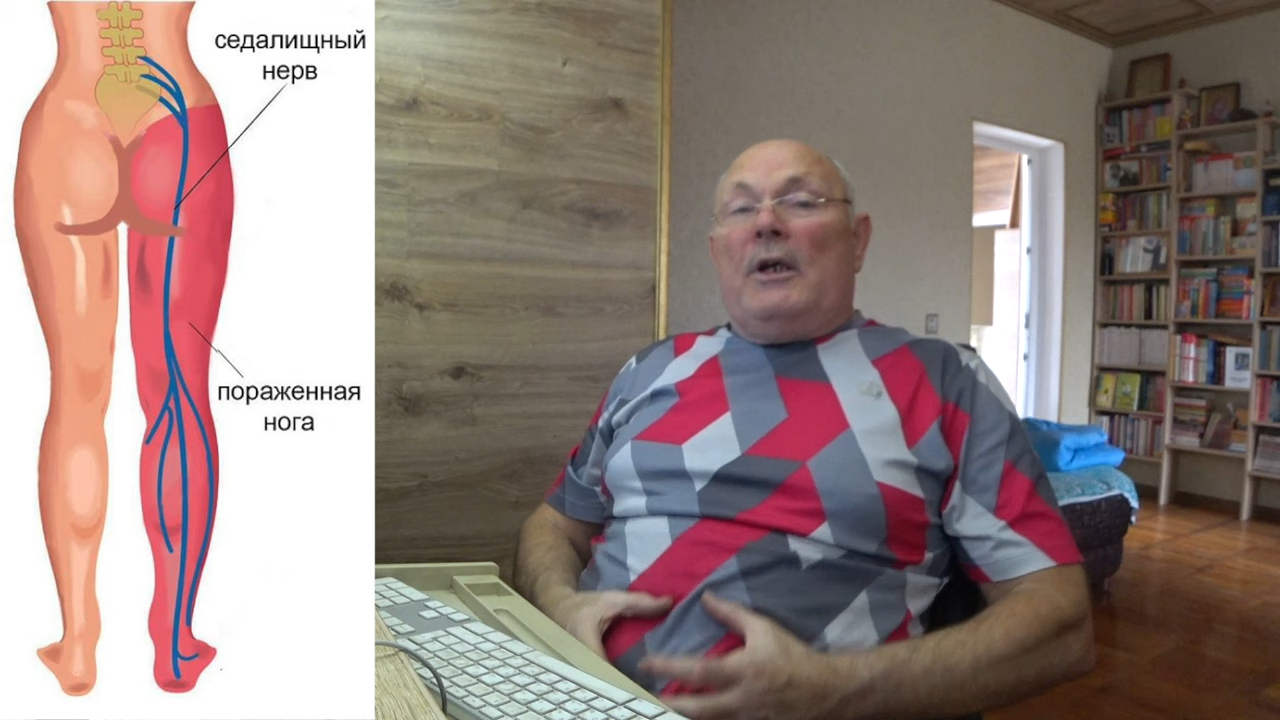 седалищный
нерв
пораженная
нога